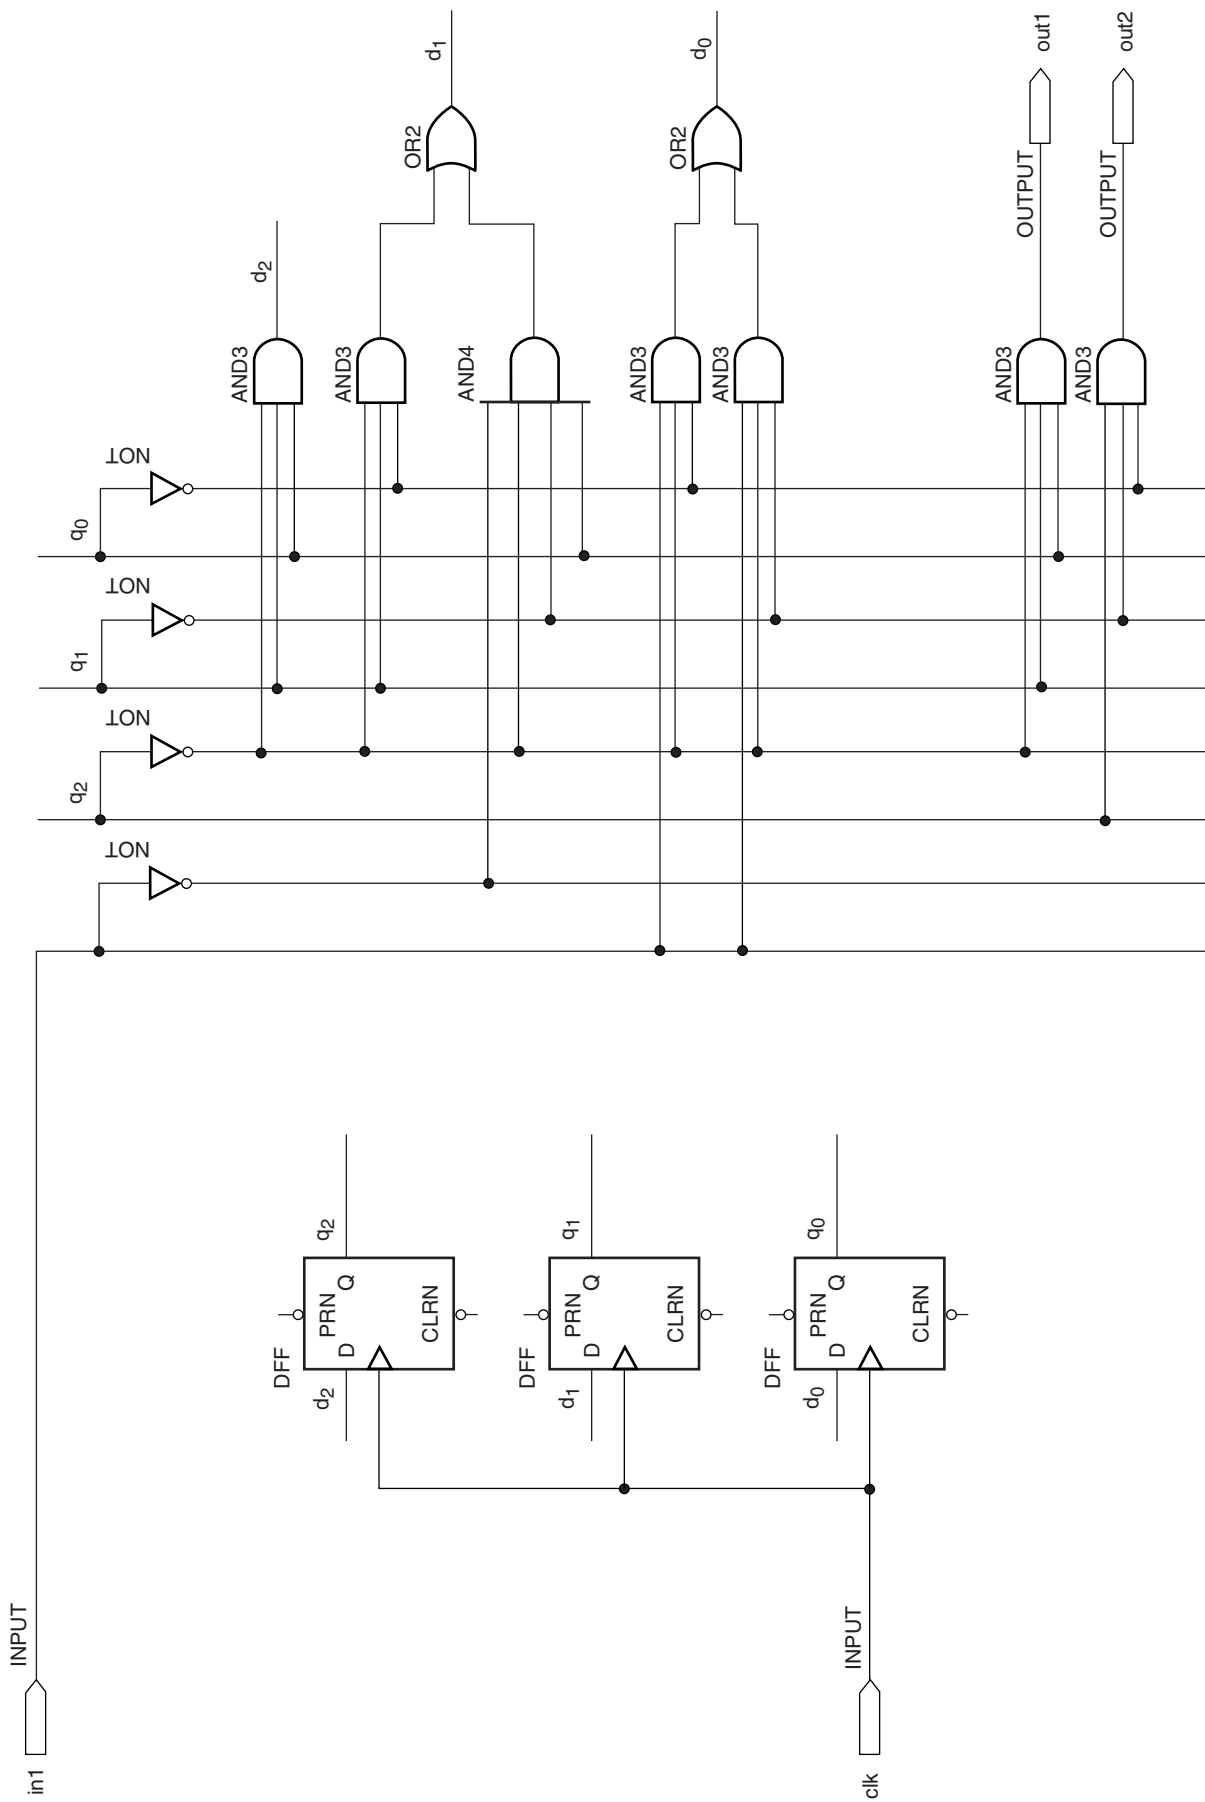 in1
INPUT
clk
INPUT
DFF
d2
PRN
D
Q
CLRN
q2
DFF
d1
PRN
D
Q
CLRN
q1
DFF
d0
PRN
D
Q
CLRN
q0
NOT
q2
NOT
q1
NOT
q0
NOT
AND3
d2
AND3
AND4
OR2
d1
AND3
AND3
OR2
d0
AND3
OUTPUT
out1
AND3
OUTPUT
out2